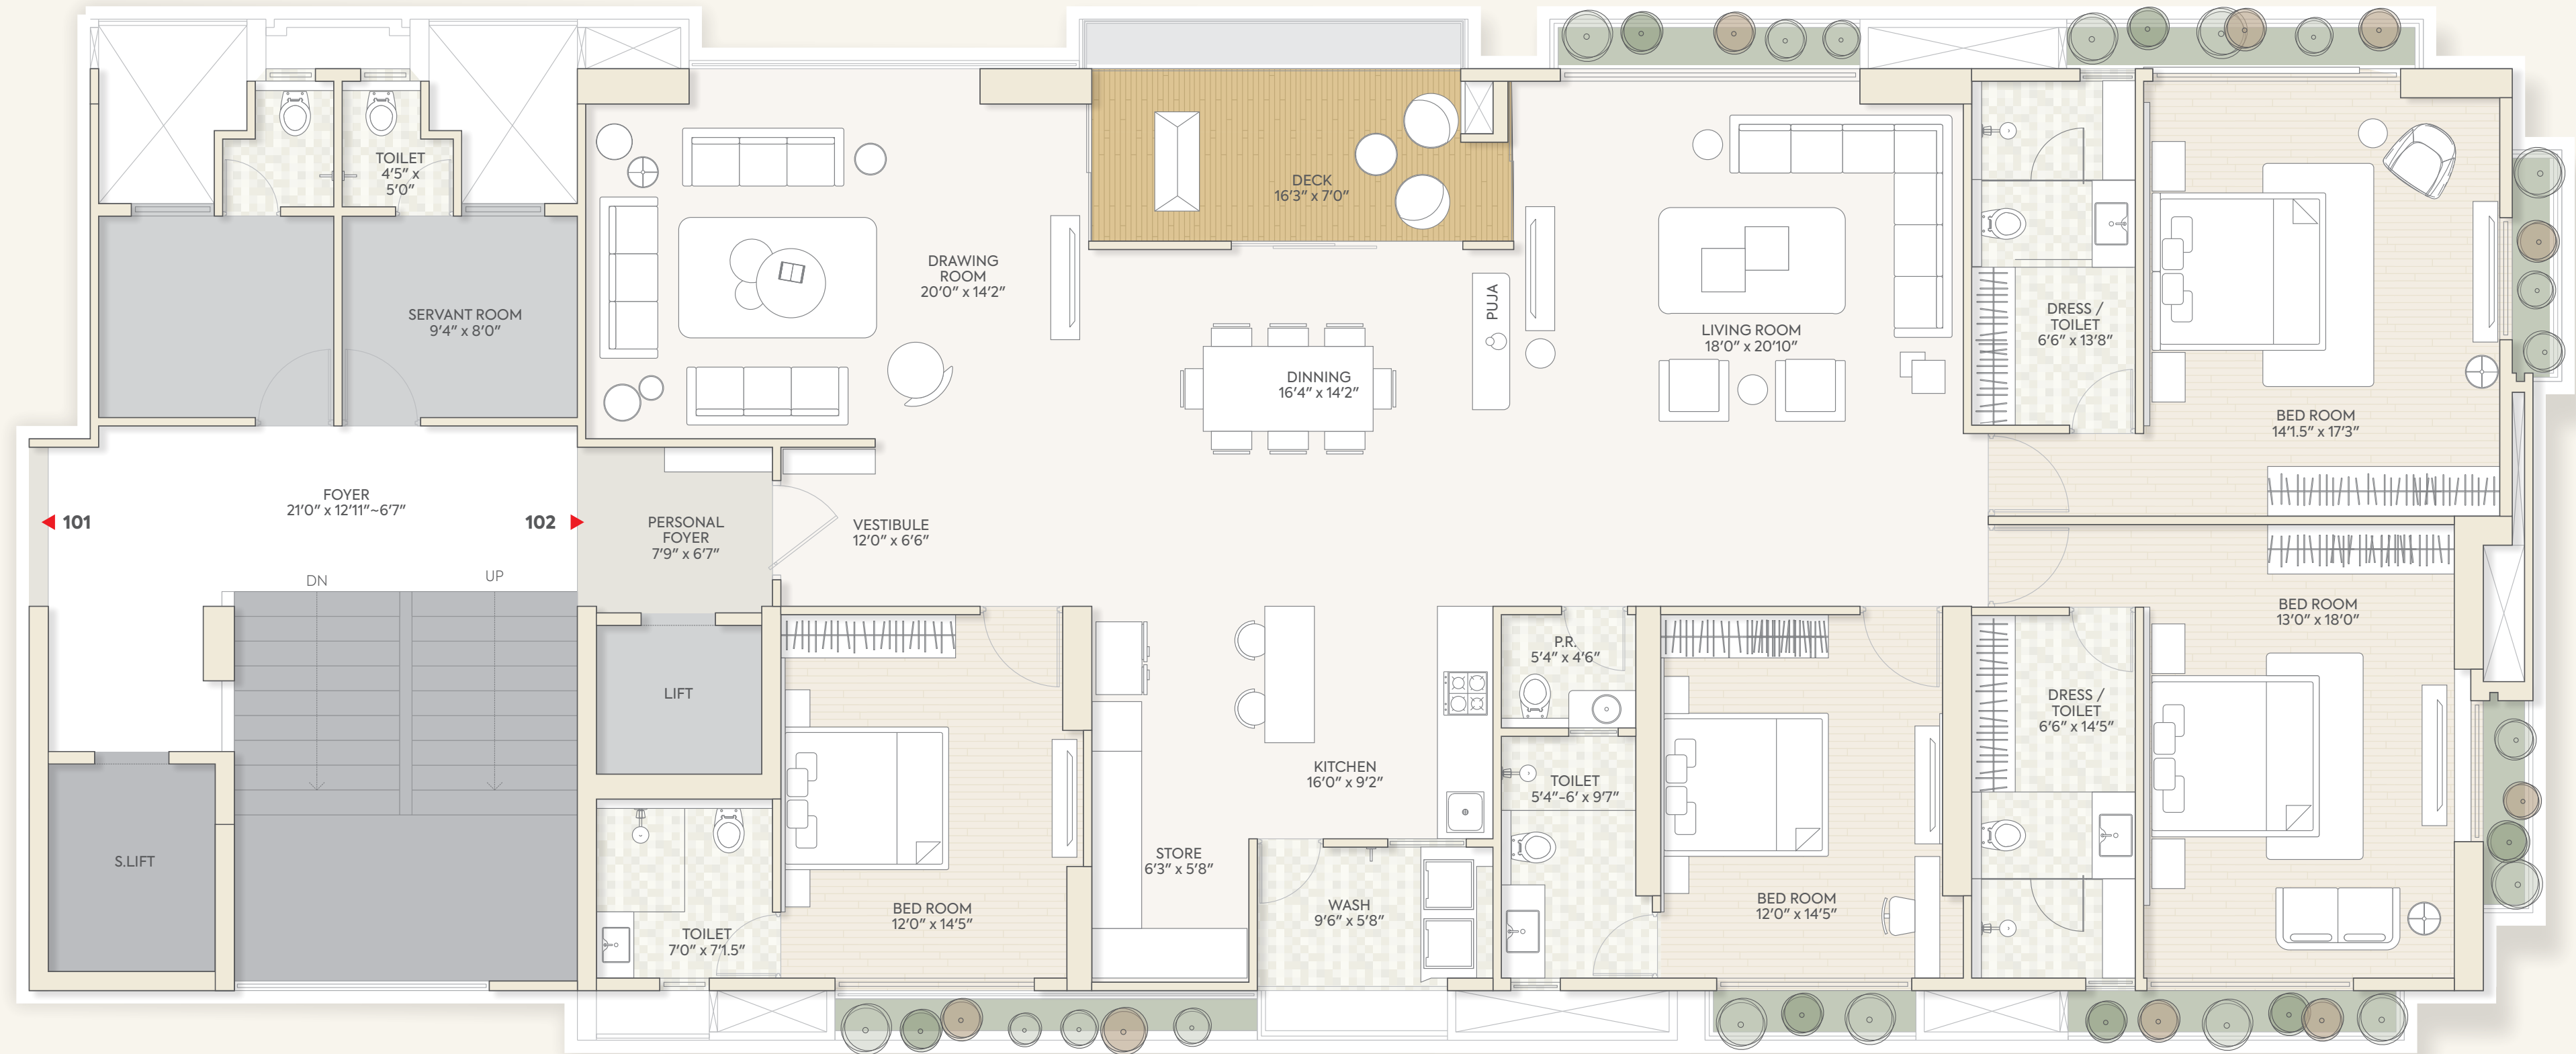 TOILET
4'5" x
5'0"
DECK
16'3" x 7'0"
DRAWING
ROOM
20'0" x 14'2"
PUJA
SERVANT ROOM
9'4" x 8'0"
LIVING ROOM
18'0" x 20'10"
DRESS /
TOILET
6'6" x 13'8"
DINNING
16'4" x 14'2"
BED ROOM
14'1.5" x 17'3"
FOYER
21'0" x 12'11"~6'7"
101
102
PERSONAL
FOYER
7'9" x 6'7"
VESTIBULE
12'0" x 6'6"
DN
UP
BED ROOM
13'0" x 18'0"
P.R.
5'4" x 4'6"
LIFT
DRESS /
TOILET
6'6" x 14'5"
KITCHEN
16'0" x 9'2"
TOILET
5'4"-6' x 9'7"
S.LIFT
STORE
6'3" x 5'8"
BED ROOM
12'0" x 14'5"
WASH
9'6" x 5'8"
BED ROOM
12'0" x 14'5"
TOILET
7'0" x 7'1.5"